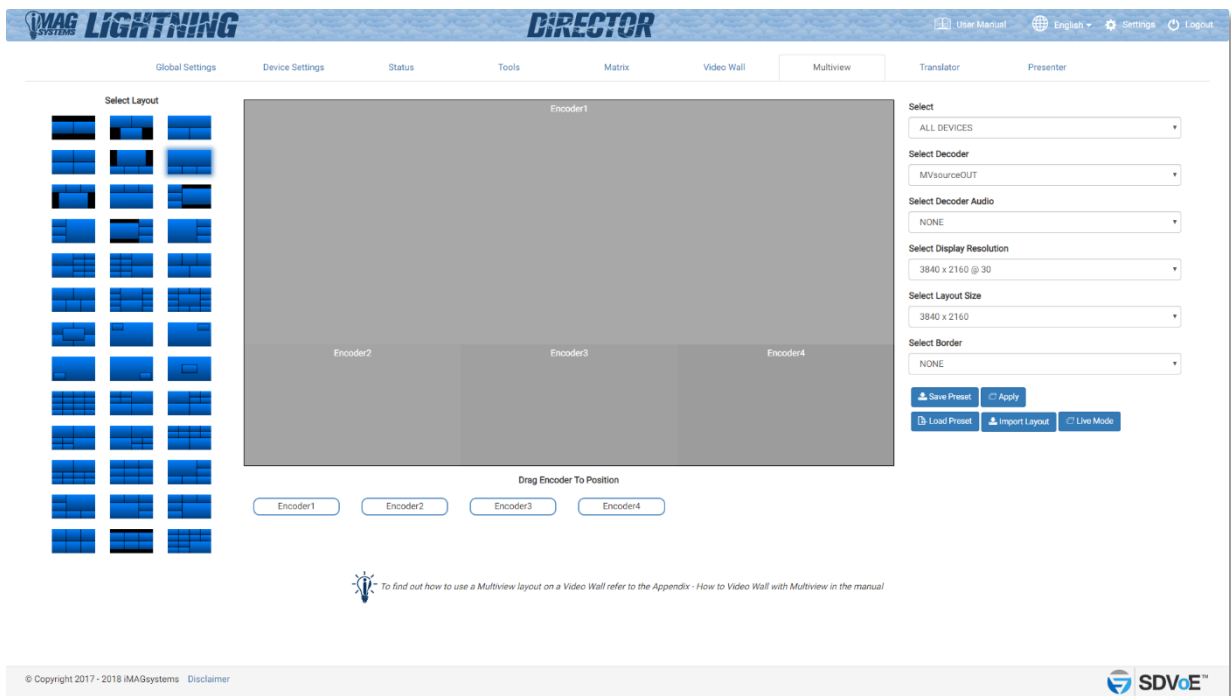 iMAG SYSTEMS LIGHTNING
DIRECTOR
User Manual English Settings Logout
Global Settings Device Settings Status Tools Matrix Video Wall Multiview Translator Presenter
Select Layout
Encoder1
Encoder2 Encoder3 Encoder4
Drag Encoder To Position
Encoder1 Encoder2 Encoder3 Encoder4
Select
ALL DEVICES
Select Decoder
MVsourceOUT
Select Decoder Audio
NONE
Select Display Resolution
3840 x 2160 @ 30
Select Layout Size
3840 x 2160
Select Border
NONE
Save Preset Apply
Load Preset Import Layout Live Mode
To find out how to use a Multiview layout on a Video Wall refer to the Appendix - How to Video Wall with Multiview in the manual
© Copyright 2017 - 2018 iMAGsystems Disclaimer
SDVoE™